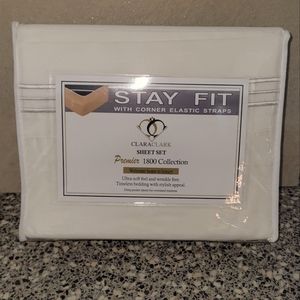 STAY FIT
WITH CORNER ELASTIC STRAPS
CLARA CLARK
SHEET SET
Premier 1800 Collection
Ultra-soft feel and wrinkle free.
Timeless bedding with stylish appeal.